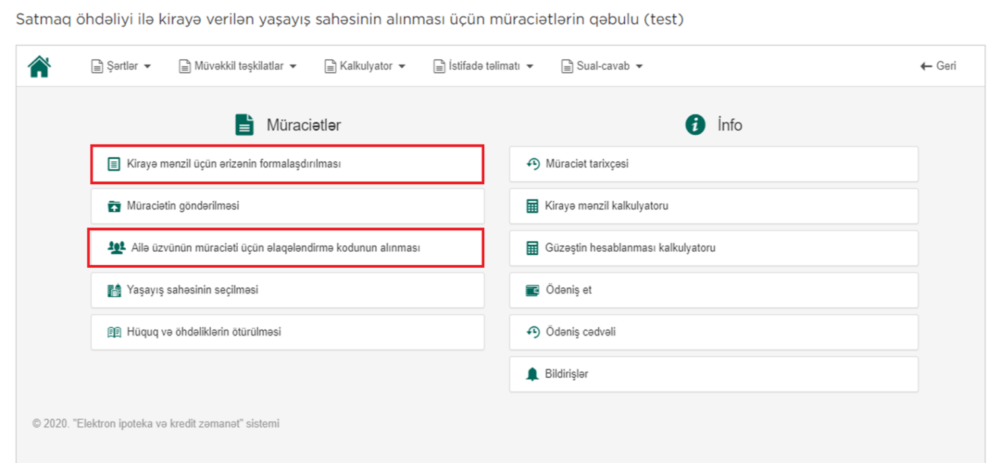 Satmaq öhdəliyi ilə kirayə verilən yaşayış sahəsinin alınması üçün müraciətlərin qəbulu (test)
Şərtlər
Müvəkkil təşkilatlar
Kalkulyator
İstifadə təlimatı
Sual-cavab
Geri
Müraciətlər
Kirayə mənzil üçün ərizənin formalaşdırılması
Müraciətin göndərilməsi
Ailə üzvünün müraciəti üçün əlaqələndirmə kodunun alınması
Yaşayış sahəsinin seçilməsi
Hüquq və öhdəliklərin ötürülməsi
İnfo
Müraciət tarixçəsi
Kirayə mənzil kalkulyatoru
Güzəştin hesablanması kalkulyatoru
Ödəniş et
Ödəniş cədvəli
Bildirişlər
© 2020. "Elektron ipoteka və kredit zəmanət" sistemi